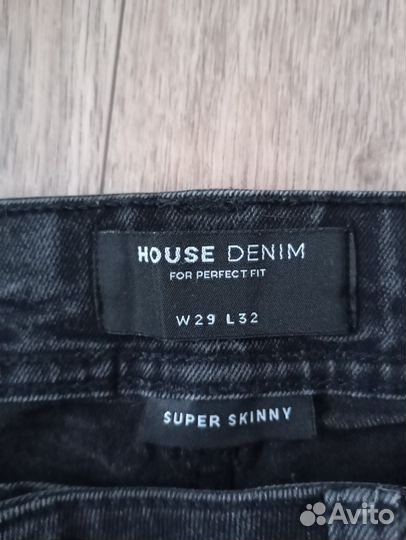 HOUSE DENIM
FOR PERFECT FIT
W29 L32
SUPER SKINNY
Avito